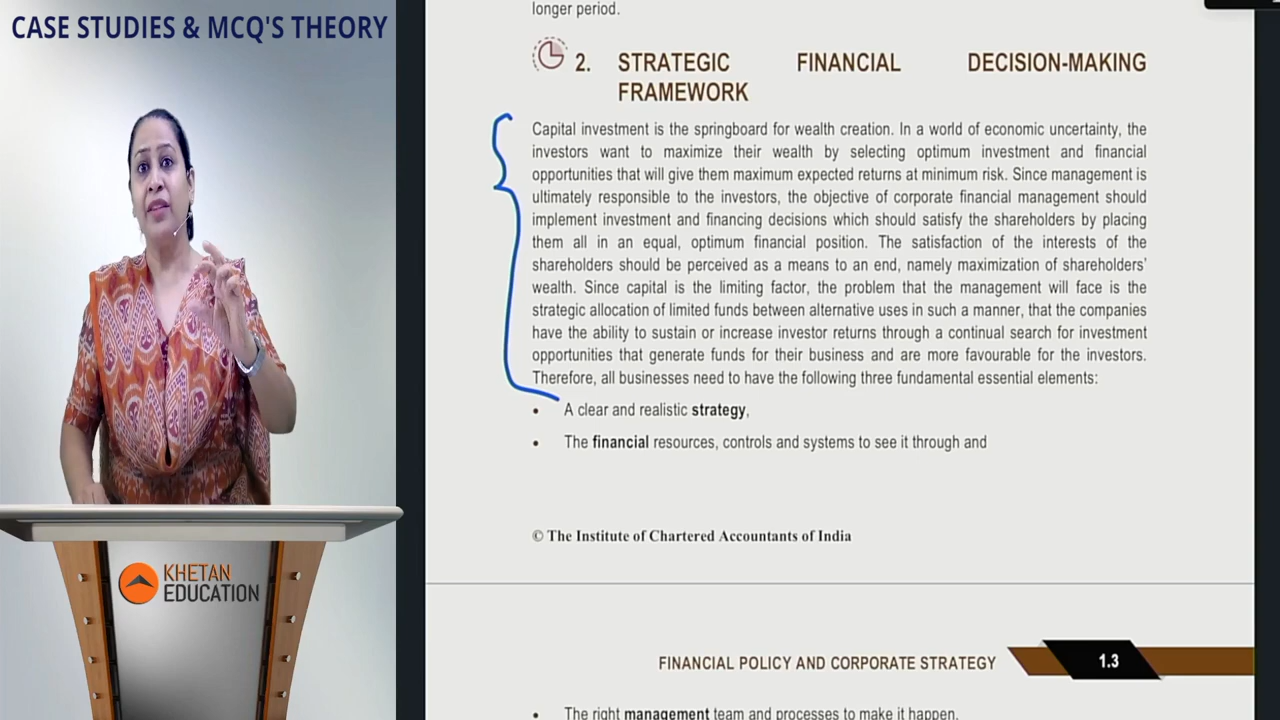 CASE STUDIES & MCQ'S THEORY
longer period.
2. STRATEGIC FINANCIAL DECISION-MAKING
FRAMEWORK
Capital investment is the springboard for wealth creation. In a world of economic uncertainty, the
investors want to maximize their wealth by selecting optimum investment and financial
opportunities that will give them maximum expected returns at minimum risk. Since management is
ultimately responsible to the investors, the objective of corporate financial management should
implement investment and financing decisions which should satisfy the shareholders by placing
them all in an equal, optimum financial position. The satisfaction of the interests of the
shareholders should be perceived as a means to an end, namely maximization of shareholders'
wealth. Since capital is the limiting factor, the problem that the management will face is the
strategic allocation of limited funds between alternative uses in such a manner, that the companies
have the ability to sustain or increase investor returns through a continual search for investment
opportunities that generate funds for their business and are more favourable for the investors.
Therefore, all businesses need to have the following three fundamental essential elements:
• A clear and realistic strategy,
• The financial resources, controls and systems to see it through and
© The Institute of Chartered Accountants of India
FINANCIAL POLICY AND CORPORATE STRATEGY 1.3
• The right management team and processes to make it happen.
KHETAN
EDUCATION